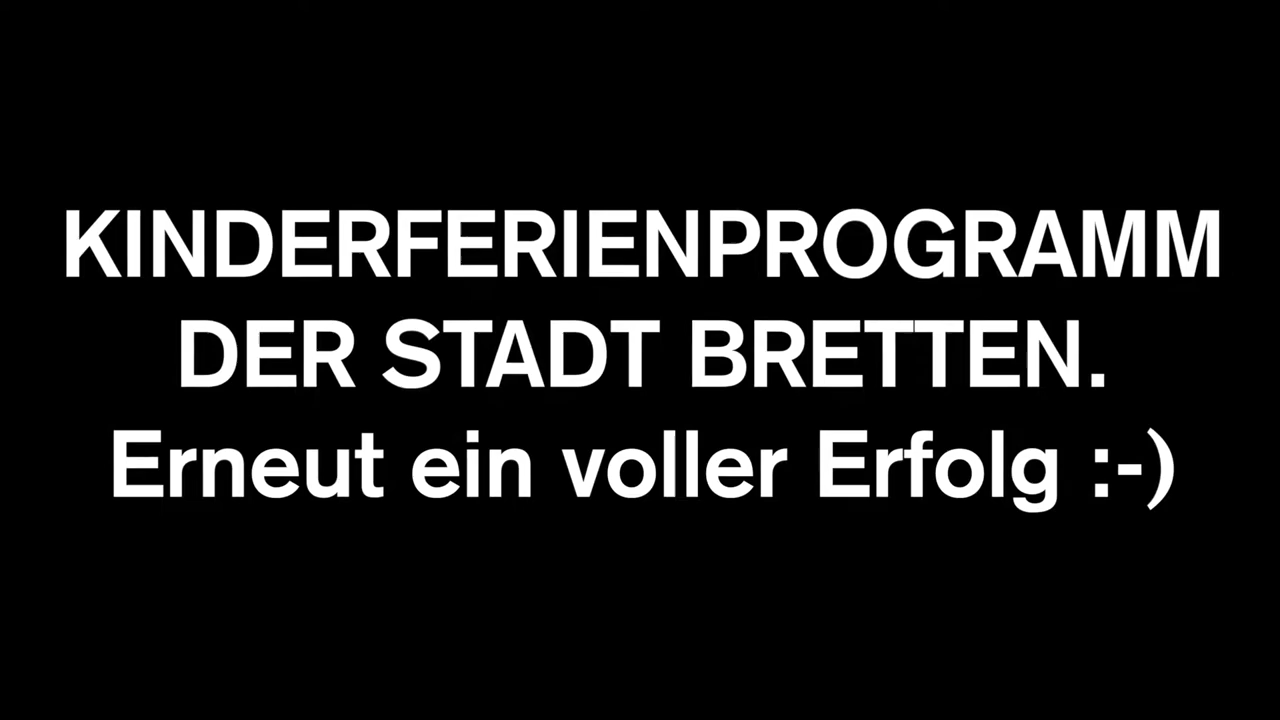 KINDERFERIENPROGRAMM
DER STADT BRETTEN.
Erneut ein voller Erfolg :-)